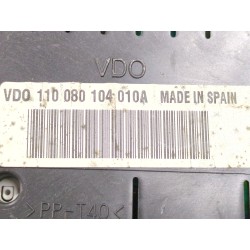 VDO
VDO 110 080 104 010A MADE IN SPAIN
>PP-T40<